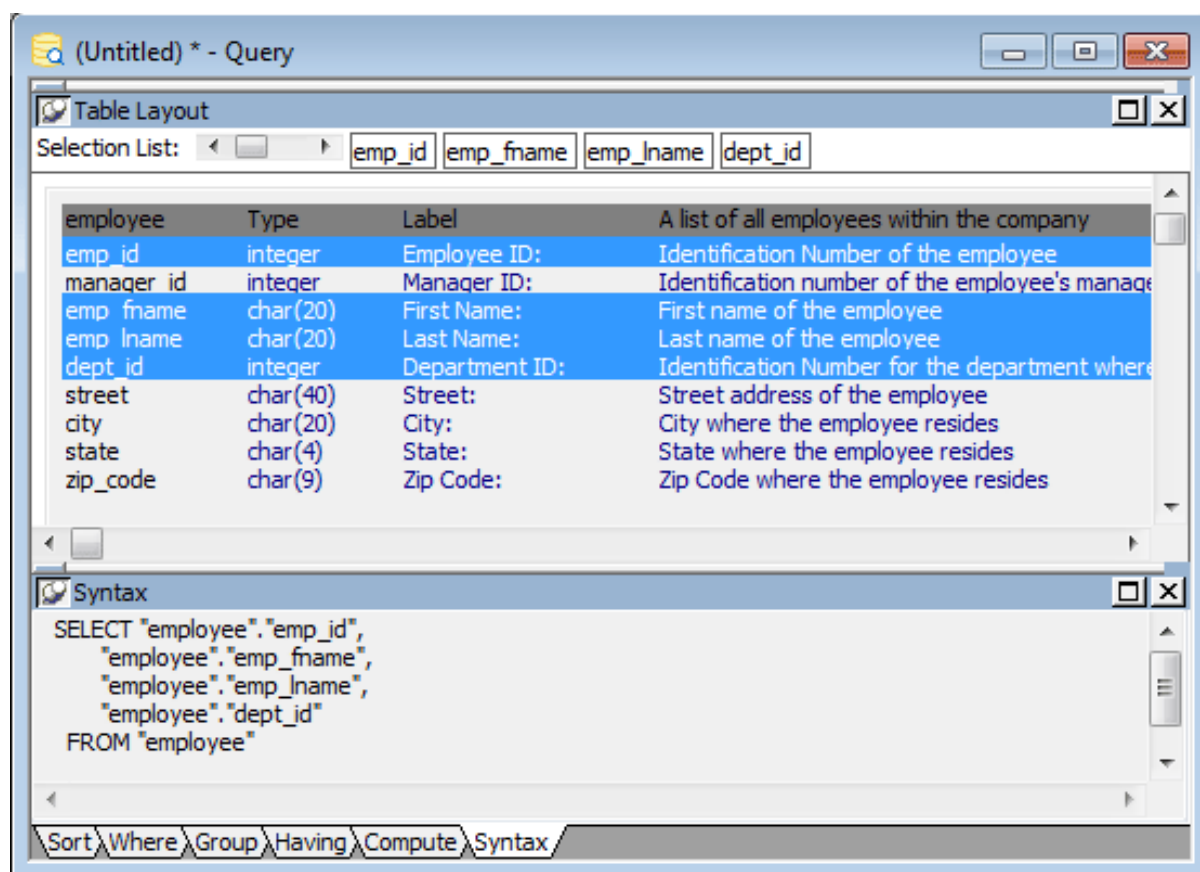 (Untitled) * - Query
Table Layout
Selection List: emp_id emp_fname emp_lname dept_id
employee Type Label A list of all employees within the company
emp_id integer Employee ID: Identification Number of the employee
manager_id integer Manager ID: Identification number of the employee's manage
emp_fname char(20) First Name: First name of the employee
emp_lname char(20) Last Name: Last name of the employee
dept_id integer Department ID: Identification Number for the department where
street char(40) Street: Street address of the employee
city char(20) City: City where the employee resides
state char(4) State: State where the employee resides
zip_code char(9) Zip Code: Zip Code where the employee resides
Syntax
SELECT "employee"."emp_id",
"employee"."emp_fname",
"employee"."emp_lname",
"employee"."dept_id"
FROM "employee"
Sort Where Group Having Compute Syntax